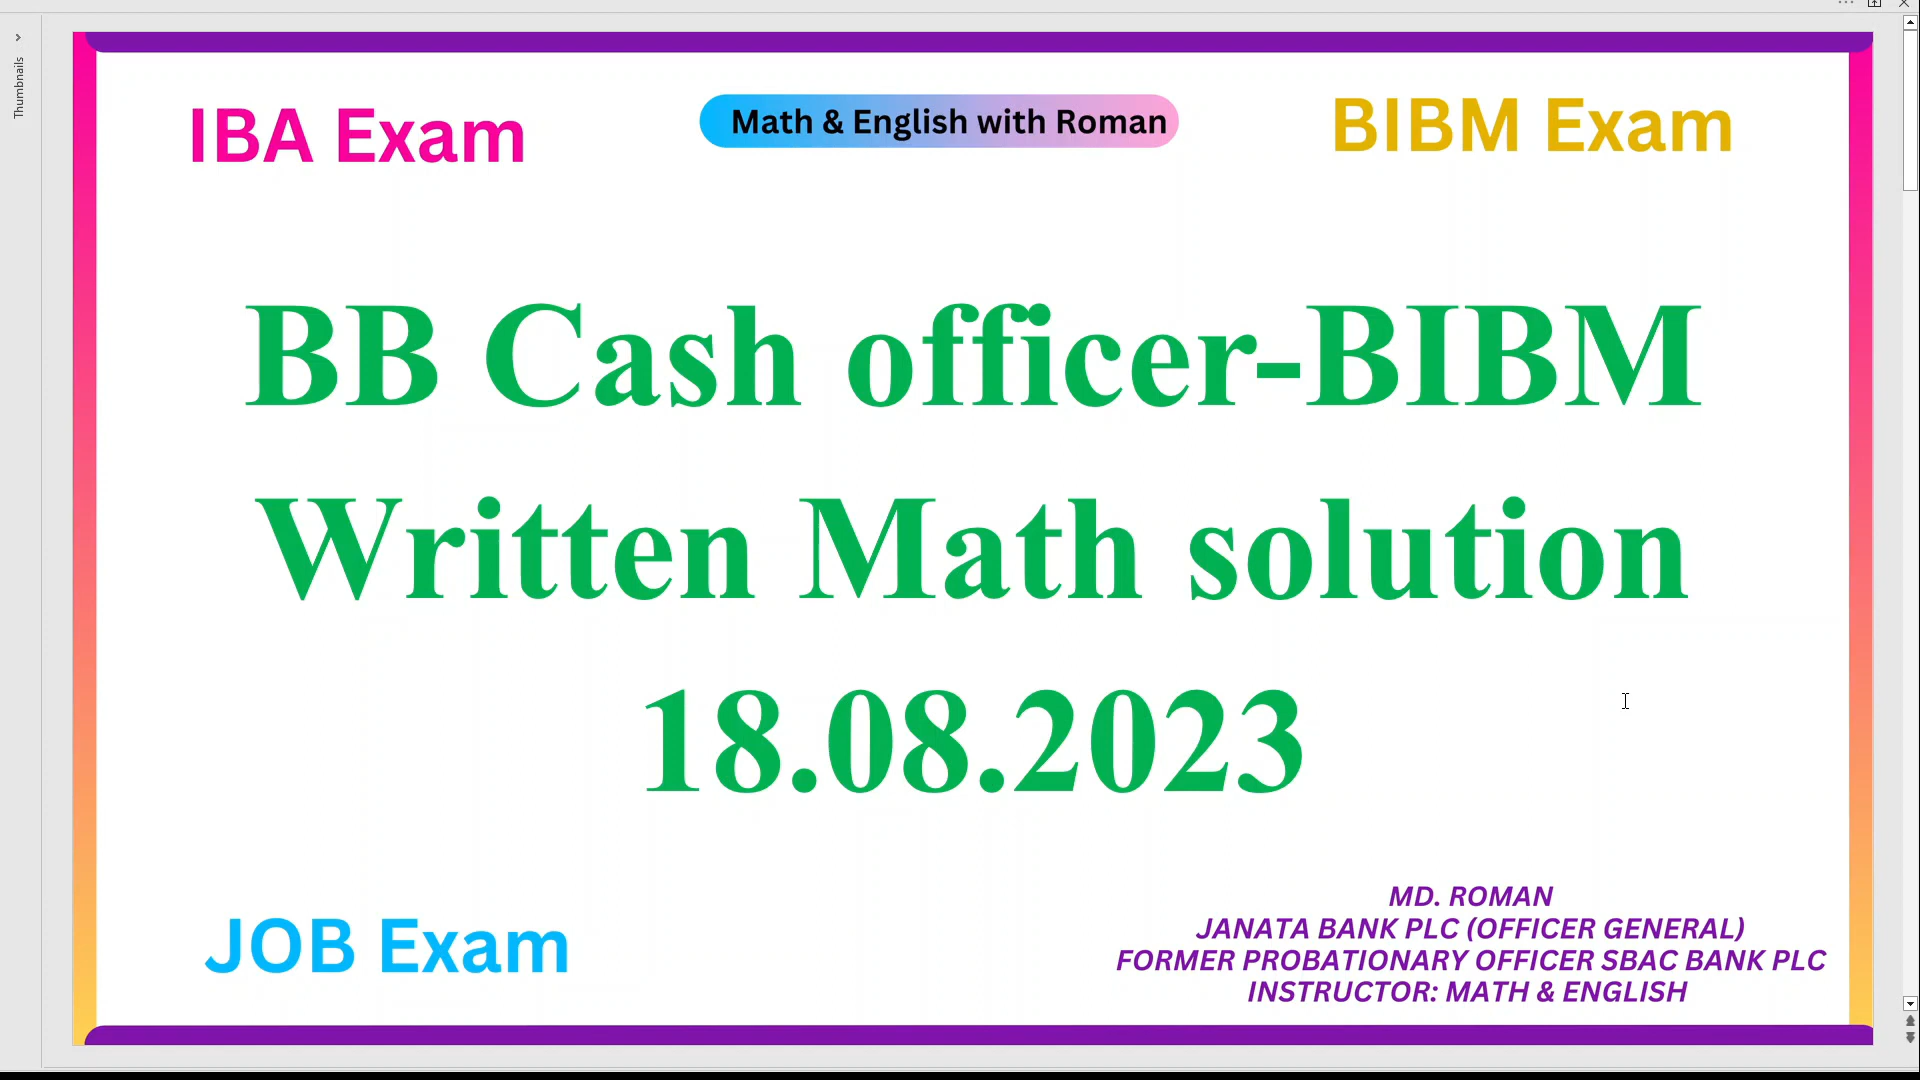 Thumbnails
IBA Exam
Math & English with Roman
BIBM Exam
BB Cash officer-BIBM
Written Math solution
18.08.2023
JOB Exam
MD. ROMAN
JANATA BANK PLC (OFFICER GENERAL)
FORMER PROBATIONARY OFFICER SBAC BANK PLC
INSTRUCTOR: MATH & ENGLISH